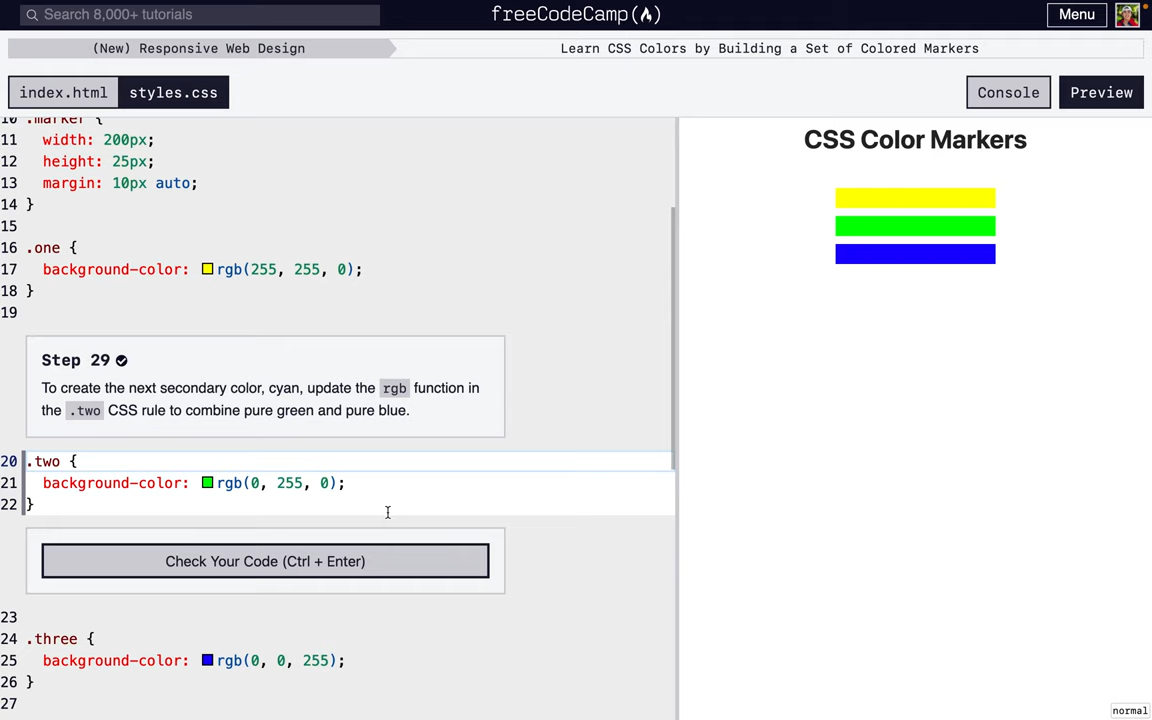 Search 8,000+ tutorials
freeCodeCamp
Menu
(New) Responsive Web Design
Learn CSS Colors by Building a Set of Colored Markers
index.html
styles.css
Console
Preview
10 .marker {
11 width: 200px;
12 height: 25px;
13 margin: 10px auto;
14 }
15
16 .one {
17 background-color: rgb(255, 255, 0);
18 }
19
Step 29
To create the next secondary color, cyan, update the rgb function in
the .two CSS rule to combine pure green and pure blue.
20 .two {
21 background-color: rgb(0, 255, 0);
22 }
Check Your Code (Ctrl + Enter)
23
24 .three {
25 background-color: rgb(0, 0, 255);
26 }
27
CSS Color Markers
normal